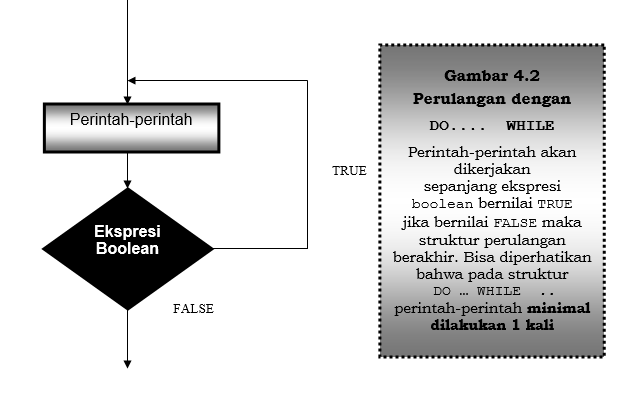 Perintah-perintah
TRUE
Ekspresi
Boolean
FALSE
Gambar 4.2
Perulangan dengan
DO.... WHILE
Perintah-perintah akan
dikerjakan
sepanjang ekspresi
boolean bernilai TRUE
jika bernilai FALSE maka
struktur perulangan
berakhir. Bisa diperhatikan
bahwa pada struktur
DO … WHILE ..
perintah-perintah minimal
dilakukan 1 kali